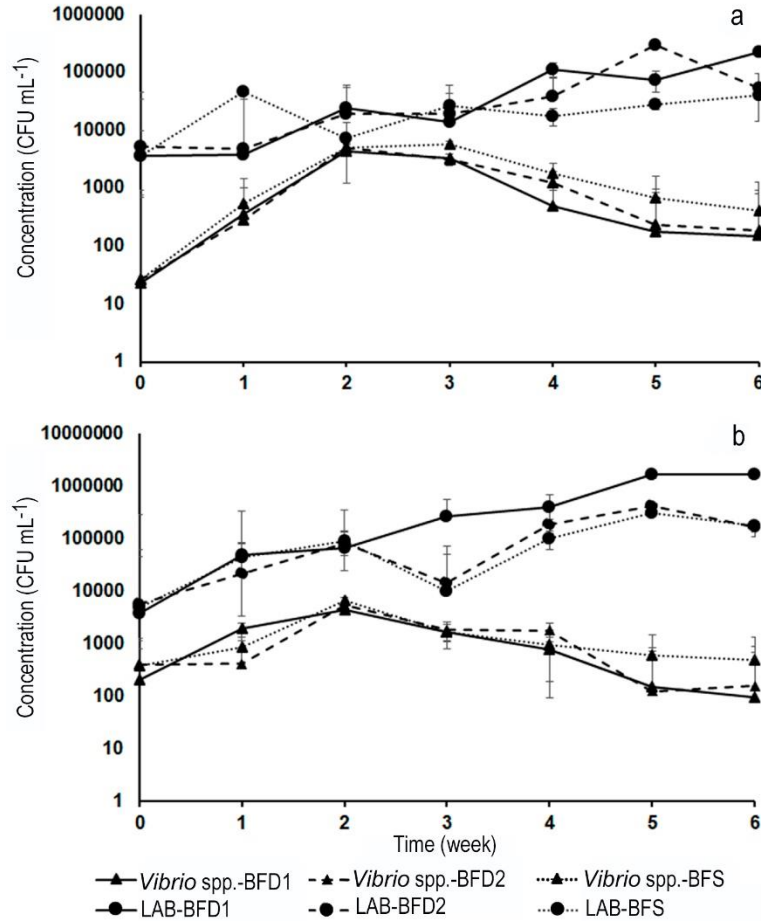 a
1000000
100000
10000
1000
100
10
1
Concentration (CFU mL-1)
0 1 2 3 4 5 6
b
10000000
1000000
100000
10000
1000
100
10
1
Concentration (CFU mL-1)
0 1 2 3 4 5 6
Time (week)
Vibrio spp.-BFD1 Vibrio spp.-BFD2 Vibrio spp.-BFS
LAB-BFD1 LAB-BFD2 LAB-BFS